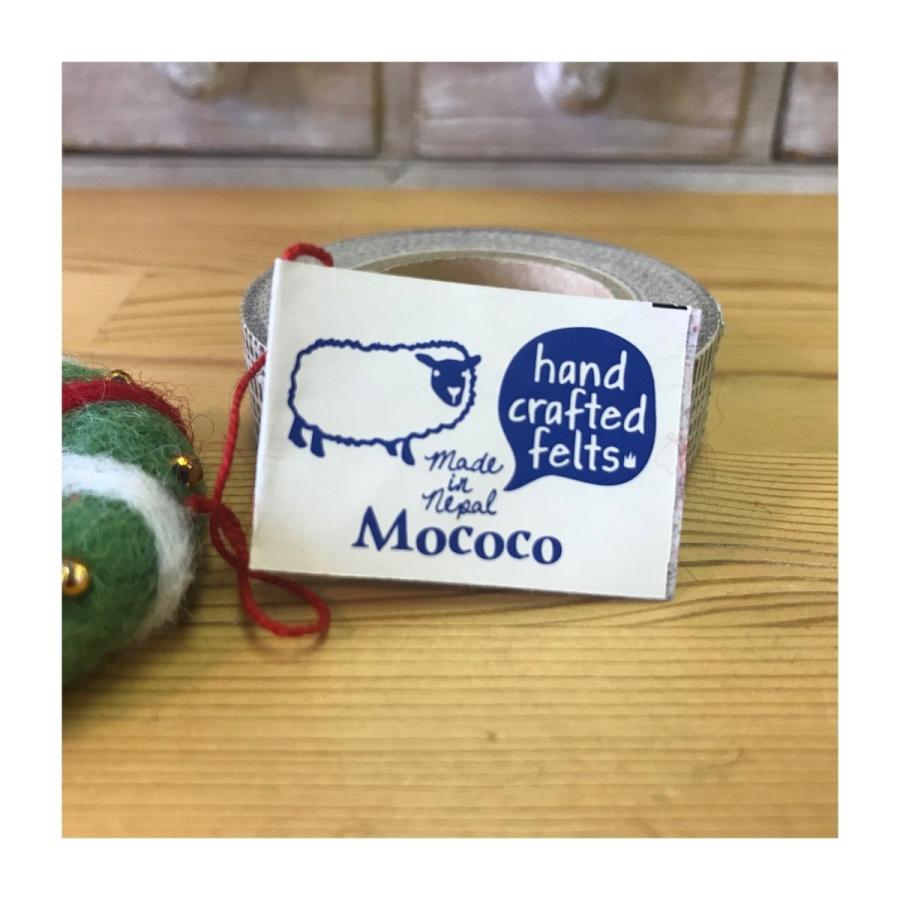 hand
crafted
felts
Made
in
Nepal
Mococo